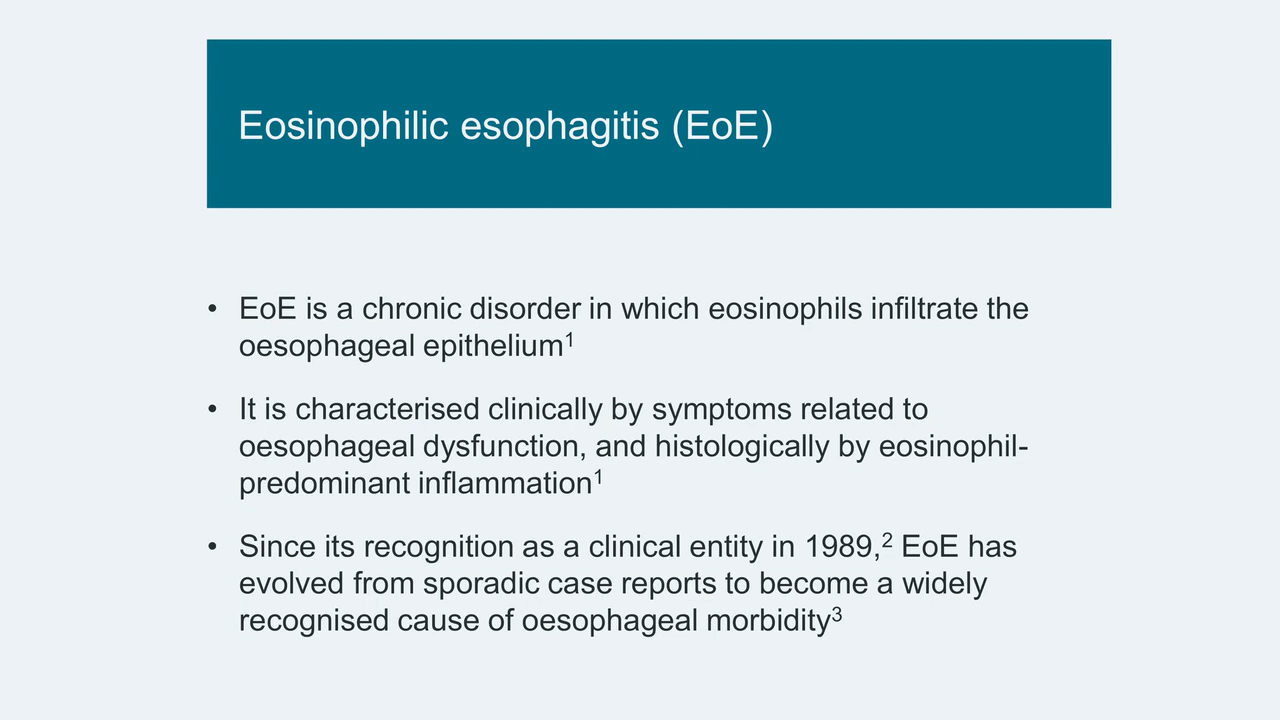 Eosinophilic esophagitis (EoE)
• EoE is a chronic disorder in which eosinophils infiltrate the
oesophageal epithelium¹
• It is characterised clinically by symptoms related to
oesophageal dysfunction, and histologically by eosinophil-
predominant inflammation¹
• Since its recognition as a clinical entity in 1989,² EoE has
evolved from sporadic case reports to become a widely
recognised cause of oesophageal morbidity³